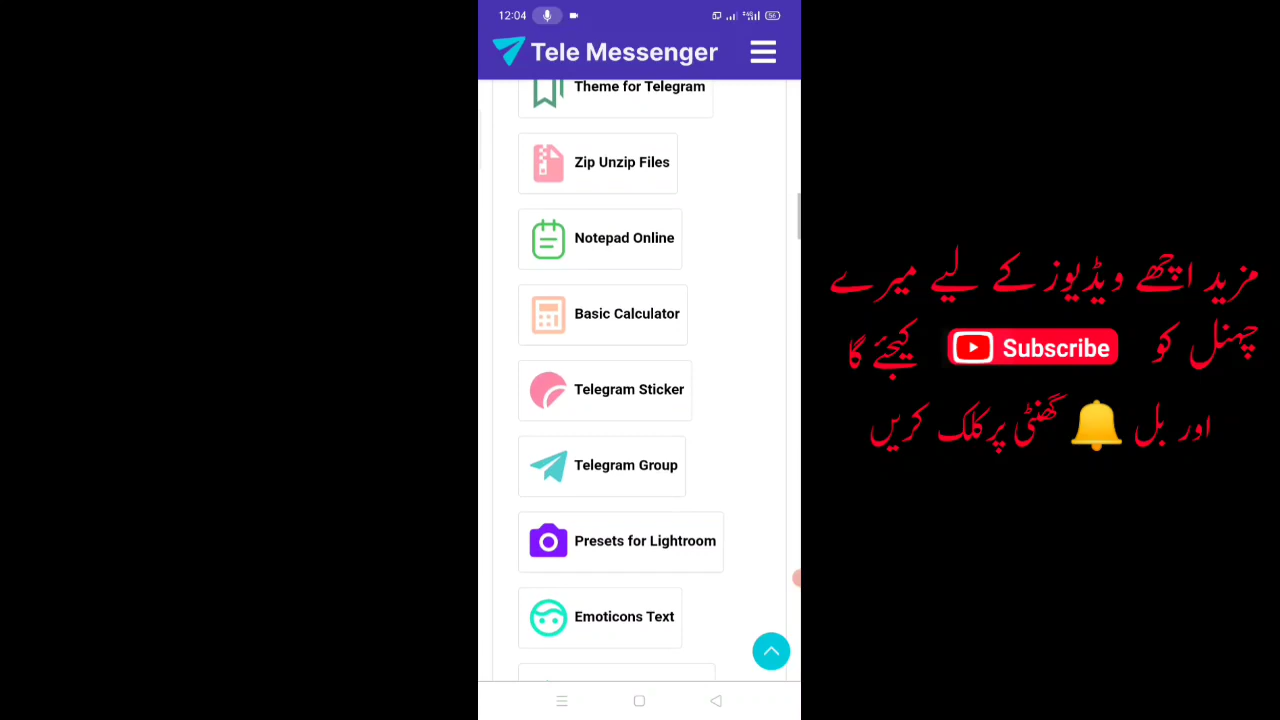 12:04
56
Tele Messenger
Theme for Telegram
Zip Unzip Files
Notepad Online
Basic Calculator
Telegram Sticker
Telegram Group
Presets for Lightroom
Emoticons Text
مزید اچھے ویڈیوز کے لیے میرے
چہنل کو Subscribe کیجئے گا
اور بل گھنٹی پر کلک کریں